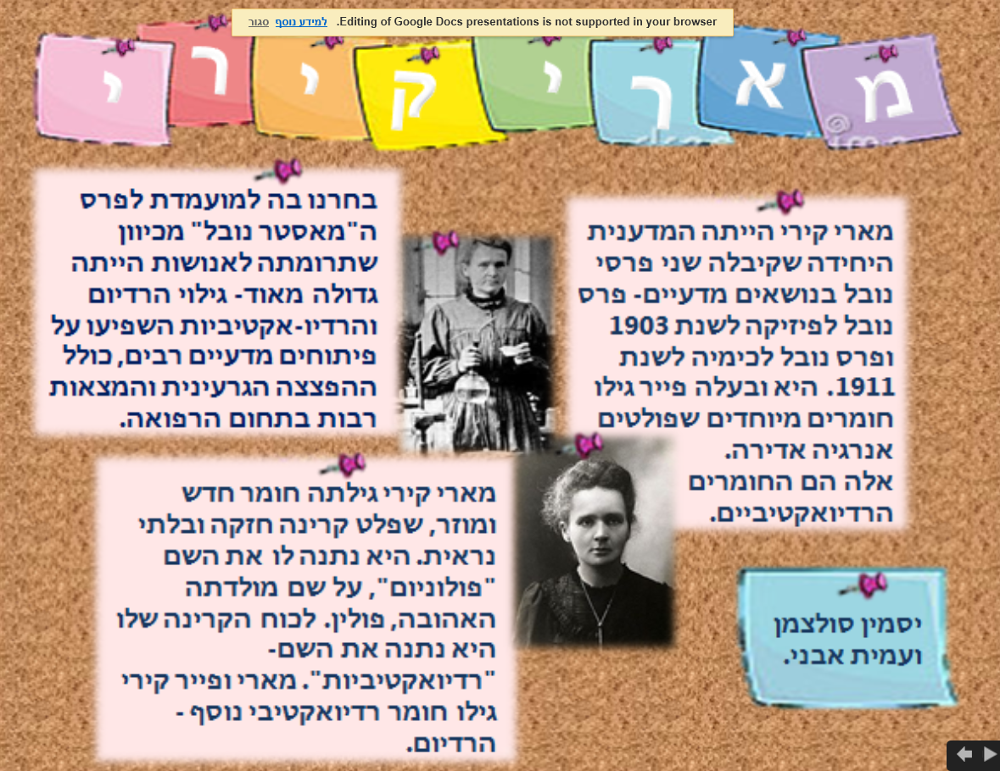 Editing of Google Docs presentations is not supported in your browser. למידע נוסף סגור
מארי קירי
מארי קירי הייתה המדענית
היחידה שקיבלה שני פרסי
נובל בנושאים מדעיים- פרס
נובל לפיזיקה לשנת 1903
ופרס נובל לכימיה לשנת
1911. היא ובעלה פייר גילו
חומרים מיוחדים שפולטים
אנרגיה אדירה.
אלה הם החומרים
הרדיואקטיביים.
בחרנו בה למועמדת לפרס
ה"מאסטר נובל" מכיוון
שתרומתה לאנושות הייתה
גדולה מאוד- גילוי הרדיום
והרדיו-אקטיביות השפיעו על
פיתוחים מדעיים רבים, כולל
ההפצצה הגרעינית והמצאות
רבות בתחום הרפואה.
מארי קירי גילתה חומר חדש
ומוזר, שפלט קרינה חזקה ובלתי
נראית. היא נתנה לו את השם
"פולוניום", על שם מולדתה
האהובה, פולין. לכוח הקרינה שלו
היא נתנה את השם-
"רדיואקטיביות". מארי ופייר קירי
גילו חומר רדיואקטיבי נוסף -
הרדיום.
יסמין סולצמן
ועמית אבני.